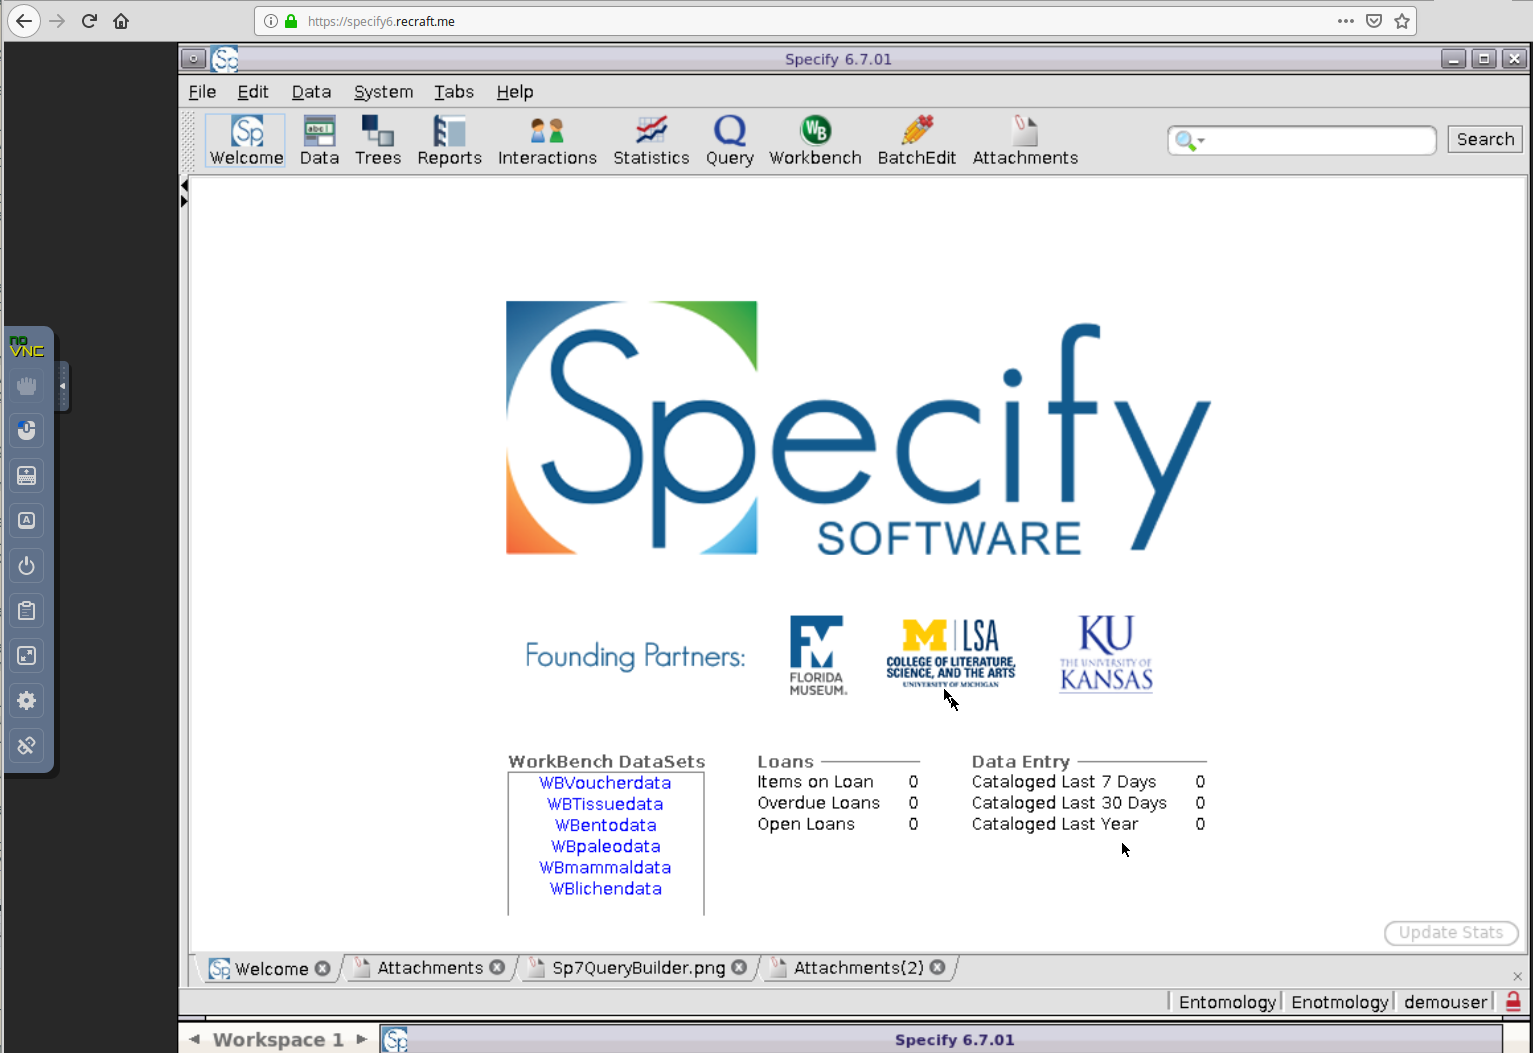 https://specify6.recraft.me
Specify 6.7.01
File Edit Data System Tabs Help
Welcome Data Trees Reports Interactions Statistics Query Workbench BatchEdit Attachments Search
no
VNC
Specify
SOFTWARE
Founding Partners:
FLORIDA
MUSEUM.
M LSA
COLLEGE OF LITERATURE,
SCIENCE, AND THE ARTS
UNIVERSITY OF MICHIGAN
KU
THE UNIVERSITY OF
KANSAS
WorkBench DataSets
WBVoucherdata
WBTissuedata
WBentodata
WBpaleodata
WBmammaldata
WBlichendata
Loans
Items on Loan 0
Overdue Loans 0
Open Loans 0
Data Entry
Cataloged Last 7 Days 0
Cataloged Last 30 Days 0
Cataloged Last Year 0
Update Stats
Welcome Attachments Sp7QueryBuilder.png Attachments(2)
Entomology Enotmology demouser
Workspace 1 Specify 6.7.01